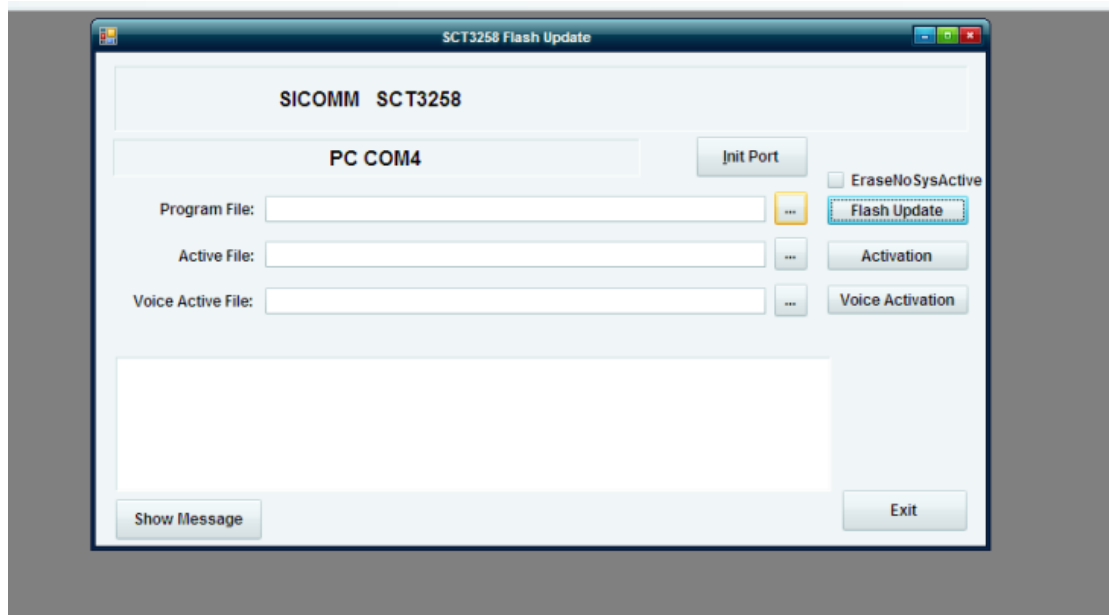 SCT3258 Flash Update
SICOMM SCT3258
PC COM4
Init Port
EraseNoSysActive
Program File:
...
Flash Update
Active File:
...
Activation
Voice Active File:
...
Voice Activation
Show Message
Exit